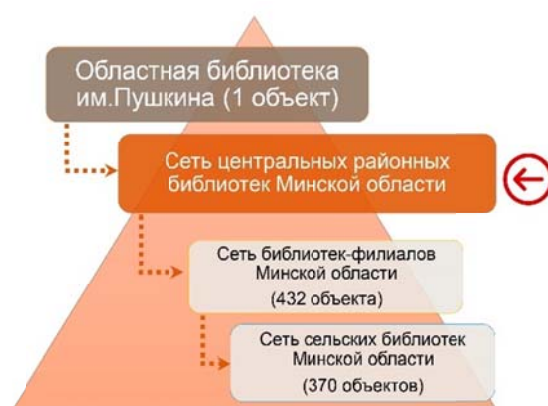 Областная библиотека
им.Пушкина (1 объект)
Сеть центральных районных
библиотек Минской области
Сеть библиотек-филиалов
Минской области
(432 объекта)
Сеть сельских библиотек
Минской области
(370 объектов)